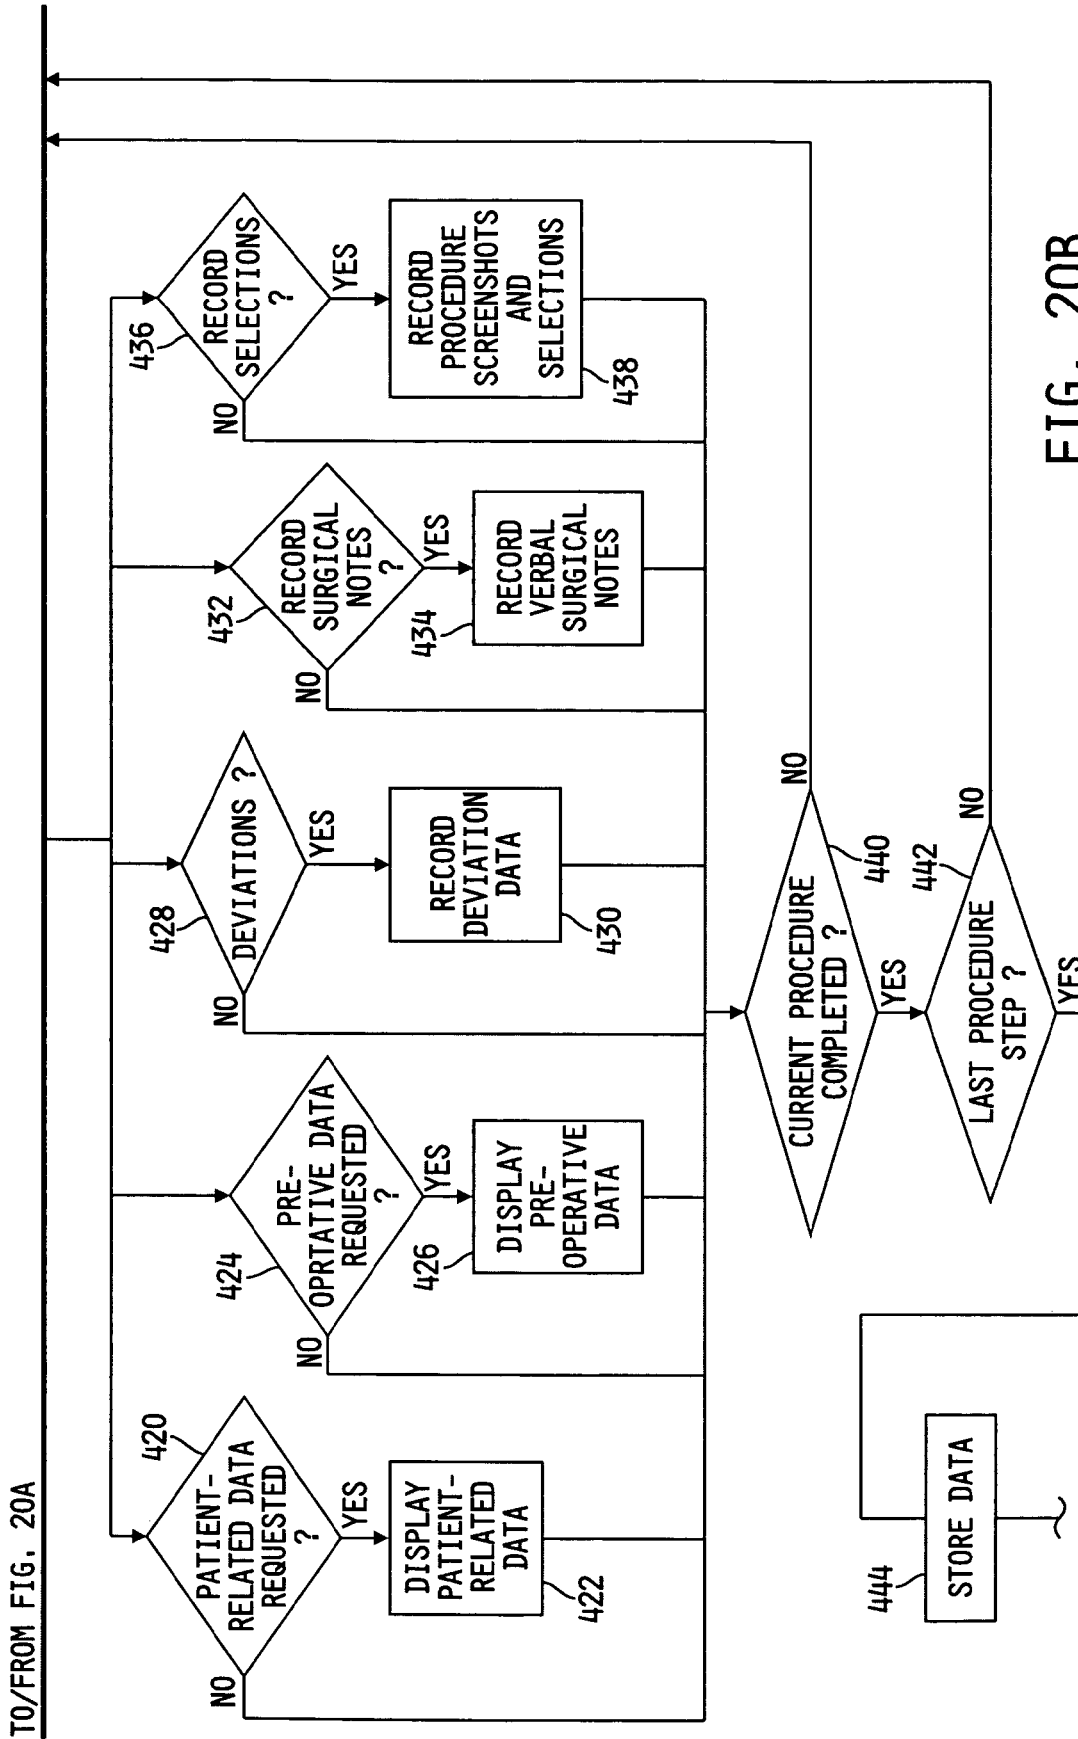 TO/FROM FIG. 20A
420
PATIENT-
RELATED DATA
REQUESTED
?
NO
YES
DISPLAY
PATIENT-
RELATED
DATA
422
424
PRE-
OPRTATIVE DATA
REQUESTED
?
NO
YES
426
DISPLAY
PRE-
OPERATIVE
DATA
428
DEVIATIONS ?
NO
YES
RECORD
DEVIATION
DATA
430
432
RECORD
SURGICAL
NOTES
?
NO
YES
434
RECORD
VERBAL
SURGICAL
NOTES
436
RECORD
SELECTIONS
?
NO
YES
RECORD
PROCEDURE
SCREENSHOTS
AND
SELECTIONS
438
CURRENT PROCEDURE
COMPLETED ?
440
NO
YES
442
LAST PROCEDURE
STEP ?
NO
YES
444
STORE DATA
FIG. 20B